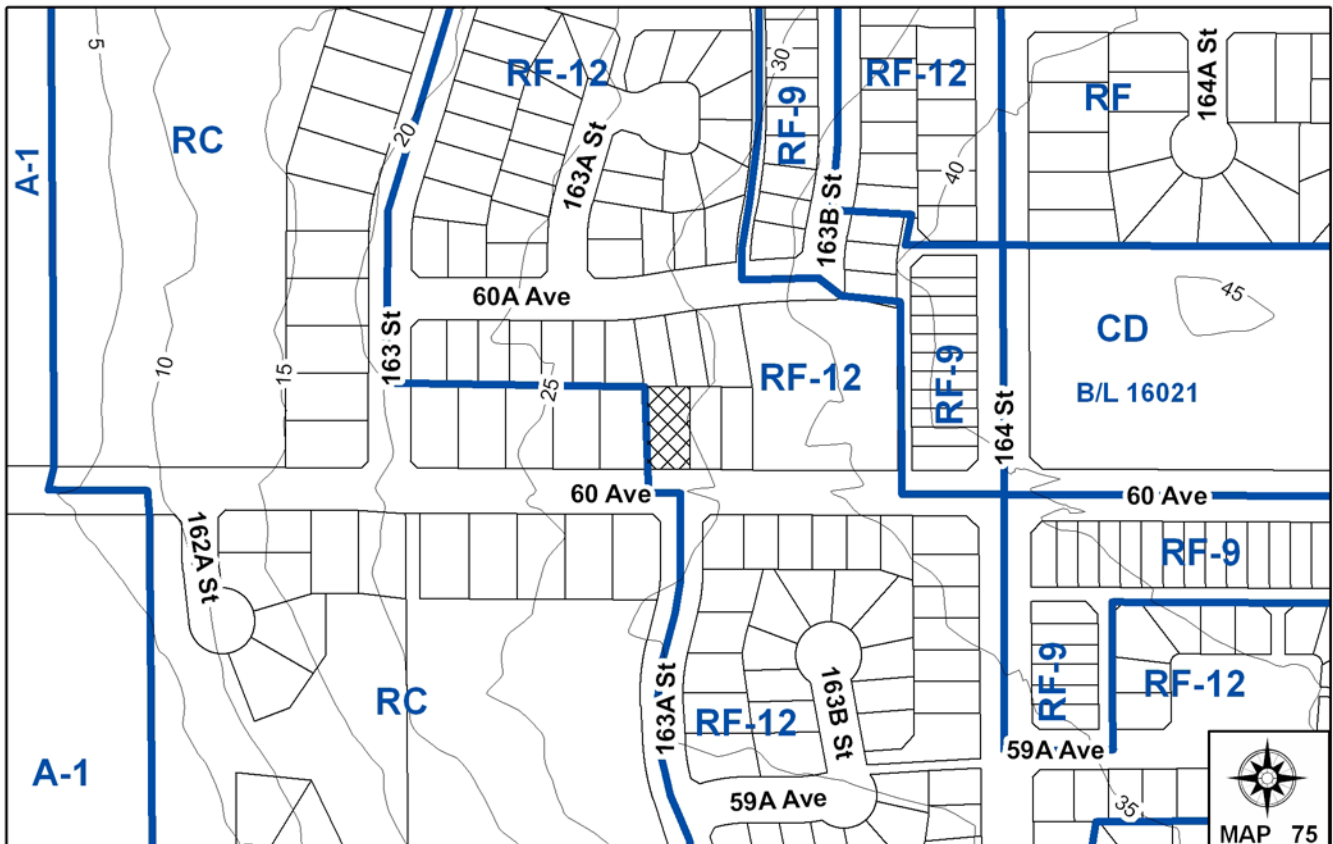 5
A-1
RC
20
RF-12
163A St
30
RF-9
163B St
RF-12
40
RF
164A St
60A Ave
163 St
10
15
25
RF-12
RF-9
164 St
CD
45
B/L 16021
60 Ave
60 Ave
162A St
RF-9
RC
163A St
RF-12
163B St
RF-9
RF-12
A-1
59A Ave
59A Ave
35
MAP 75